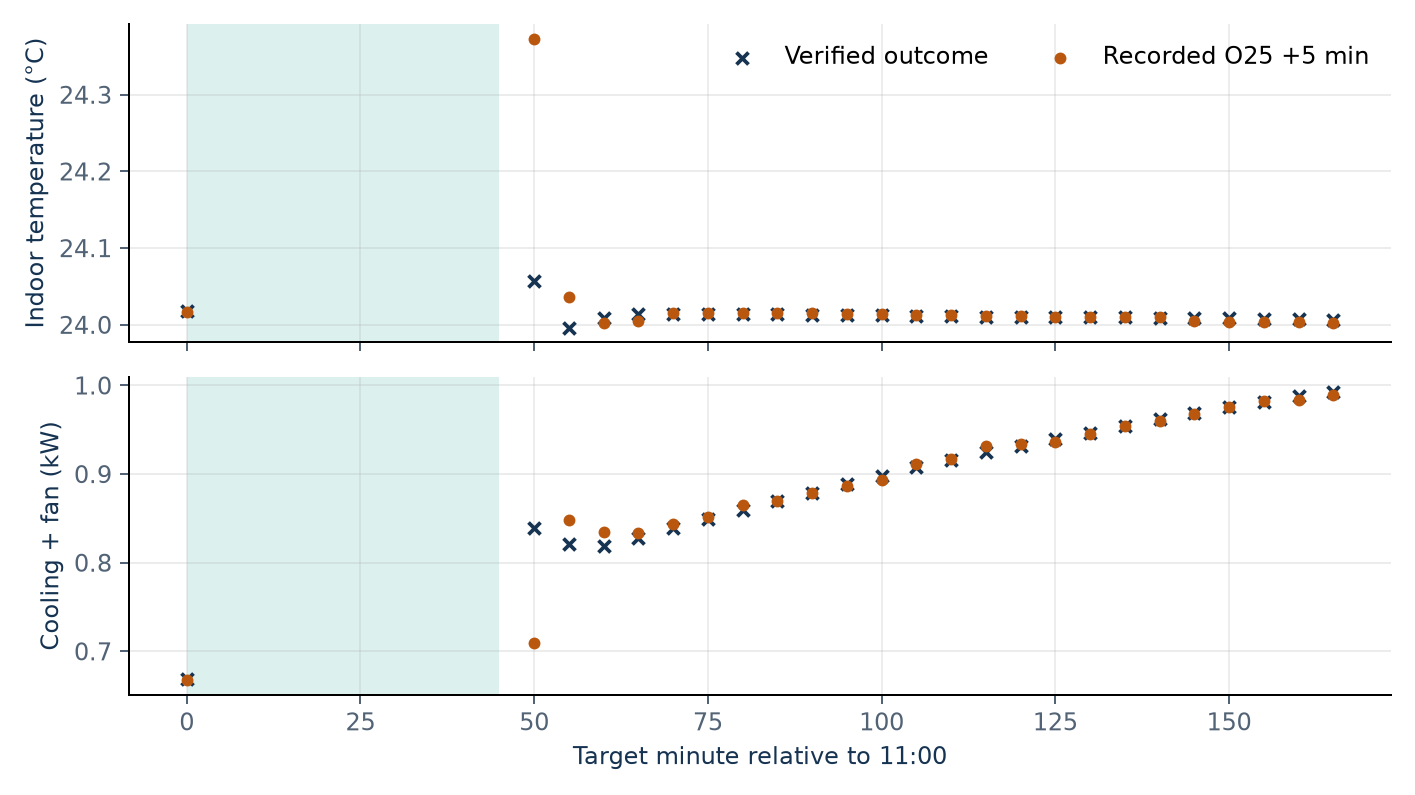 Indoor temperature (°C)
24.3
24.2
24.1
24.0
Verified outcome
Recorded O25 +5 min
Cooling + fan (kW)
1.0
0.9
0.8
0.7
0 25 50 75 100 125 150
Target minute relative to 11:00